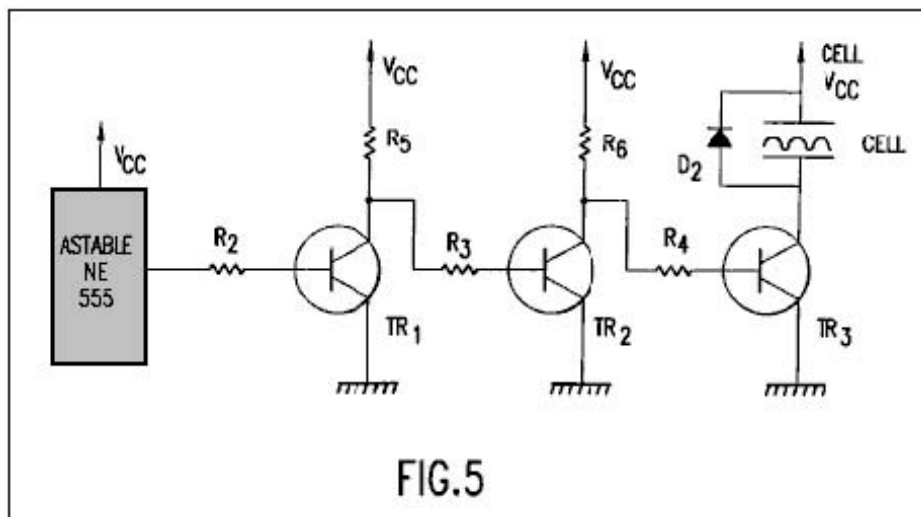 VCC
VCC
CELL
VCC
R5
R6
CELL
VCC
D2
ASTABLE
NE
555
R2
R3
R4
TR1
TR2
TR3
FIG.5